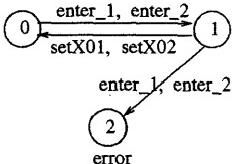 enter_1, enter_2
0
1
setX01, setX02
enter_1, enter_2
2
error